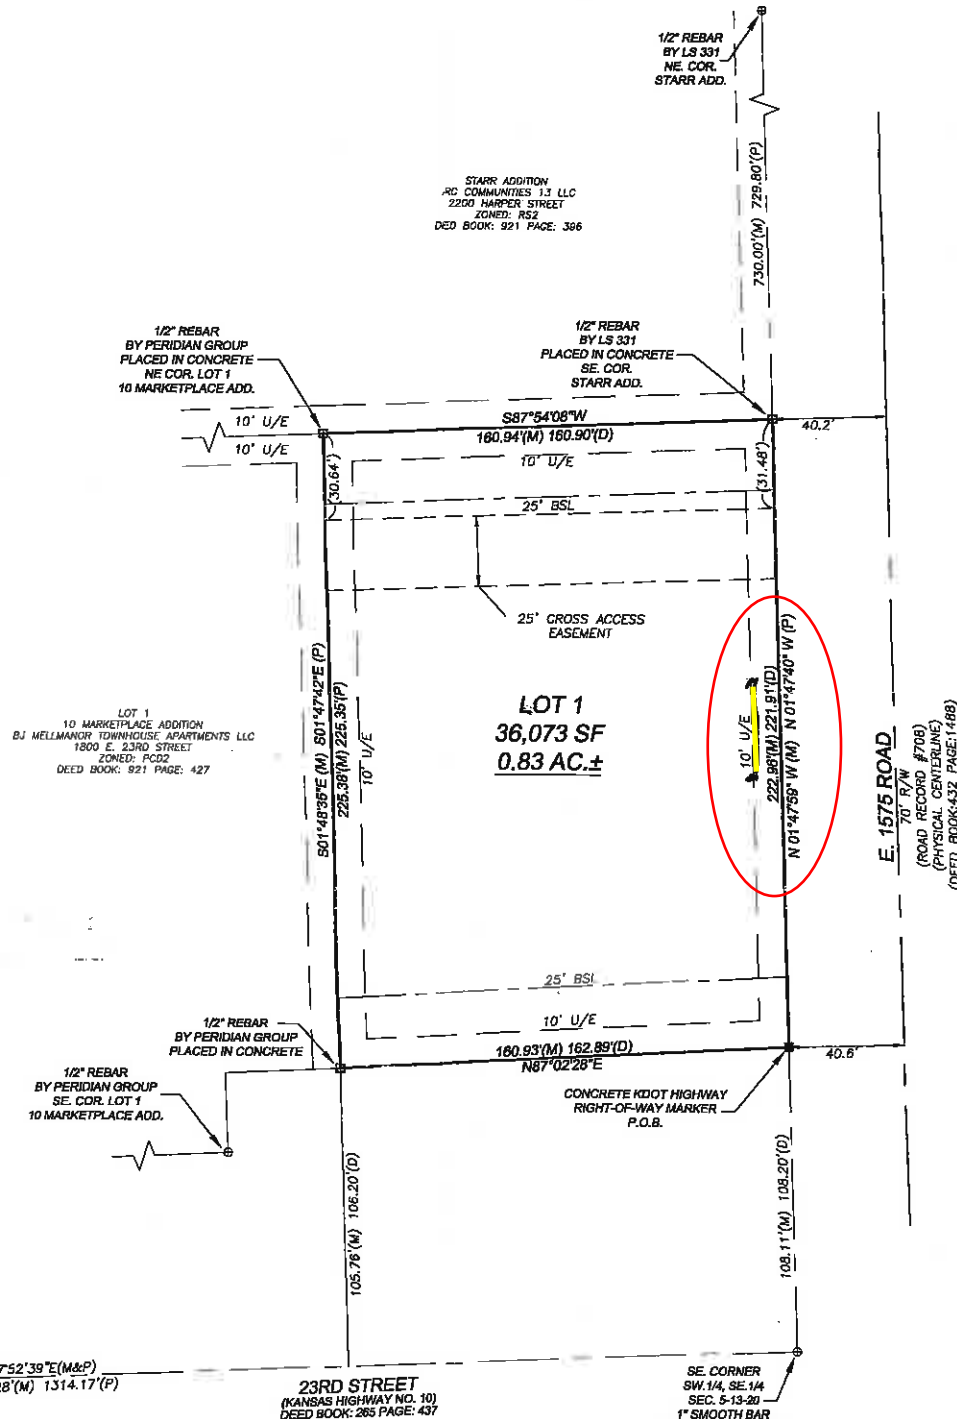 1/2" REBAR
BY LS 331
NE. COR.
STARR ADD.
730.00'(M) 729.80'(P)
STARR ADDITION
RC COMMUNITIES 13 LLC
2200 HARPER STREET
ZONED: RS2
DEED BOOK: 921 PAGE: 396
1/2" REBAR
BY PERIDIAN GROUP
PLACED IN CONCRETE
NE COR. LOT 1
10 MARKETPLACE ADD.
1/2" REBAR
BY LS 331
PLACED IN CONCRETE
SE. COR.
STARR ADD.
10' U/E
10' U/E
S87°54'08"W
160.94'(M) 160.90'(D)
40.2'
10' U/E
(30.64')
(31.48')
25' BSL
25' CROSS ACCESS
EASEMENT
S01°48'35"E (M) S01°47'42"E (P)
225.38'(M) 225.35'(P)
10' U/E
LOT 1
36,073 SF
0.83 AC.±
10' U/E
222.98'(M) 221.91'(D)
N 01°47'59" W (M) N 01°47'40" W (P)
E. 1575 ROAD
70' R/W
(ROAD RECORD #708)
(PHYSICAL CENTERLINE)
(DEED BOOK:432 PAGE:1488)
LOT 1
10 MARKETPLACE ADDITION
BJ MELLMANOR TOWNHOUSE APARTMENTS LLC
1800 E. 23RD STREET
ZONED: PCD2
DEED BOOK: 921 PAGE: 427
25' BSL
10' U/E
160.93'(M) 162.89'(D)
N87°02'28"E
40.6'
1/2" REBAR
BY PERIDIAN GROUP
PLACED IN CONCRETE
1/2" REBAR
BY PERIDIAN GROUP
SE. COR. LOT 1
10 MARKETPLACE ADD.
CONCRETE KDOT HIGHWAY
RIGHT-OF-WAY MARKER
P.O.B.
105.76'(M) 106.20'(D)
108.11'(M) 108.20'(D)
7°52'39"E(M&P)
28'(M) 1314.17'(P)
23RD STREET
(KANSAS HIGHWAY NO. 10)
DEED BOOK: 265 PAGE: 437
SE. CORNER
SW.1/4, SE.1/4
SEC. 5-13-20
1" SMOOTH BAR